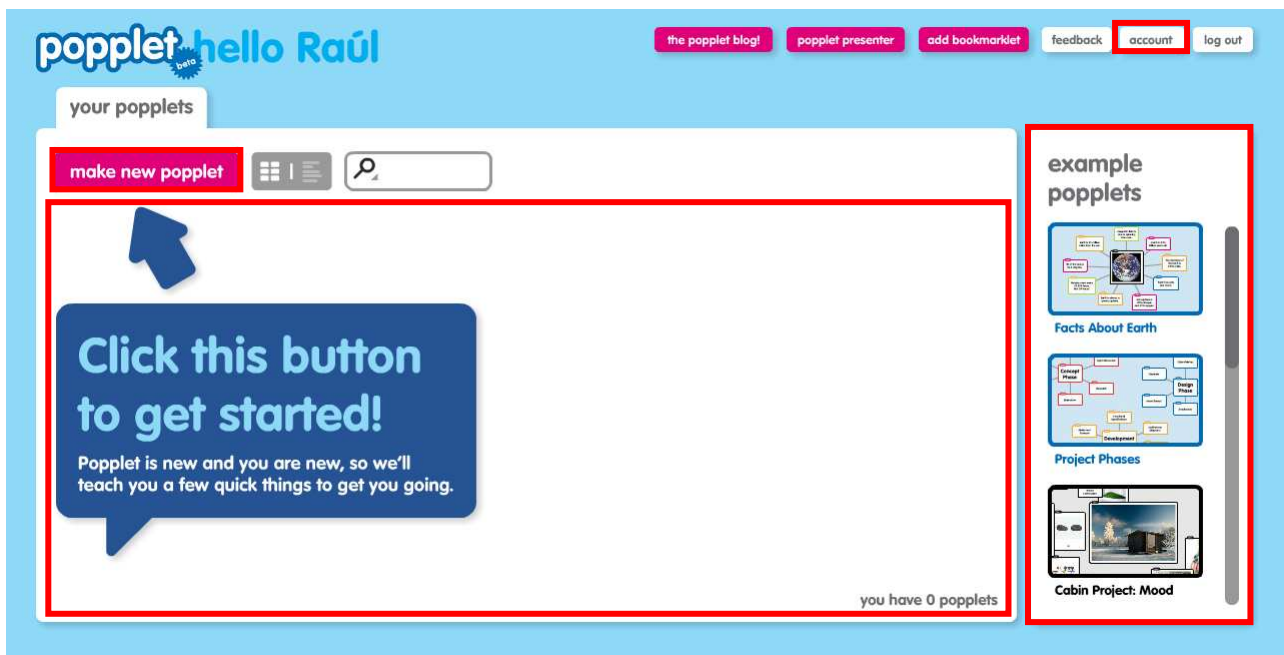 popplet beta hello Raúl
the popplet blog! popplet presenter add bookmarklet feedback account log out
your popplets
make new popplet
Click this button
to get started!
Popplet is new and you are new, so we'll
teach you a few quick things to get you going.
you have 0 popplets
example
popplets
Facts About Earth
Concept
Phase
Design
Phase
Development
Project Phases
Cabin Project: Mood